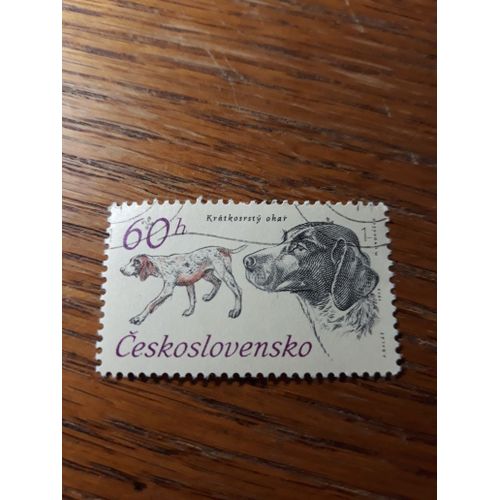 Krátkosrstý ohař
60h
Československo